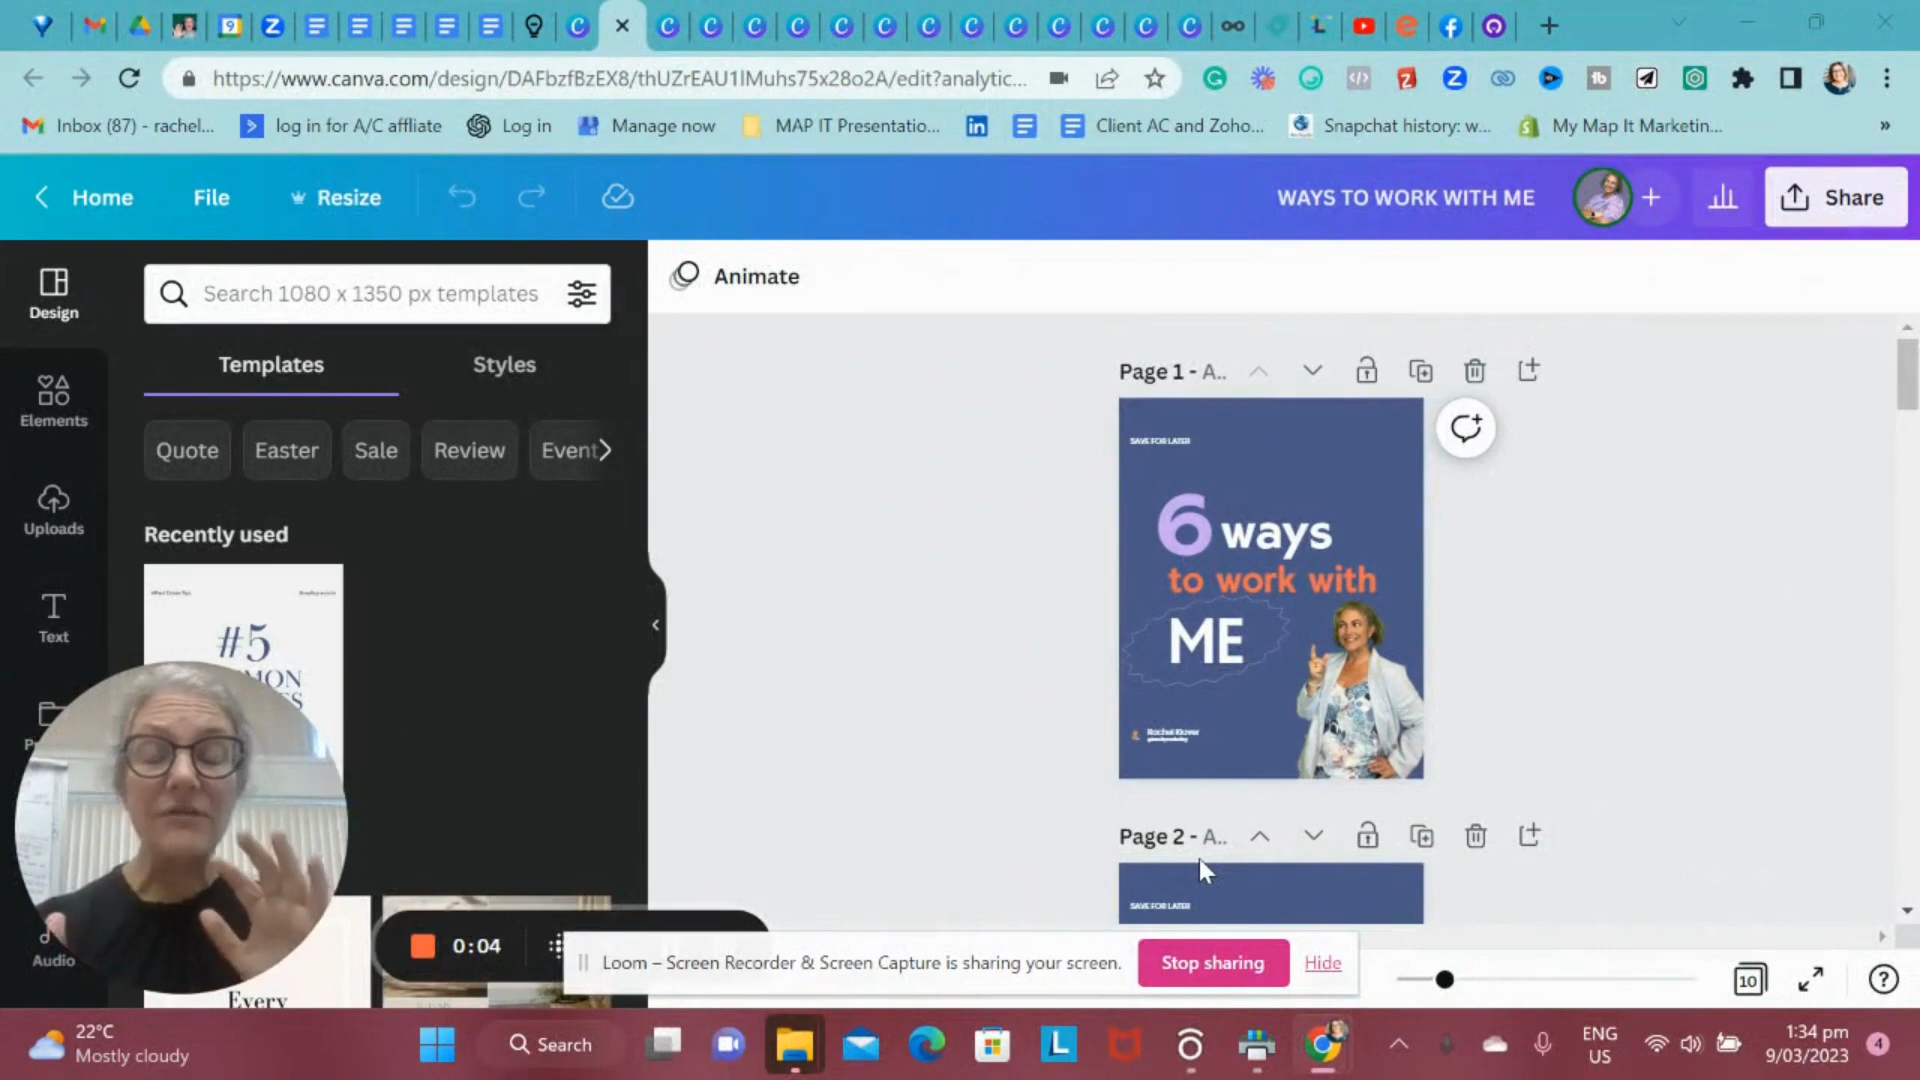 https://www.canva.com/design/DAFbzfBzEX8/thUZrEAU1lMuhs75x28o2A/edit?analytic...
Inbox (87) - rachel...
log in for A/C affliate
Log in
Manage now
MAP IT Presentatio...
Client AC and Zoho...
Snapchat history: w...
My Map It Marketin...
»
Home
File
Resize
WAYS TO WORK WITH ME
Share
Design
Search 1080 x 1350 px templates
Animate
Templates
Styles
Page 1 - A..
Elements
Quote
Easter
Sale
Review
Event
SAVE FOR LATER
Uploads
Recently used
6 ways
to work with
ME
Text
#5
Rachel Klaver
Page 2 - A..
SAVE FOR LATER
Audio
0:04
Loom – Screen Recorder & Screen Capture is sharing your screen.
Stop sharing
Hide
10
Every
22°C
Mostly cloudy
Search
ENG
US
1:34 pm
9/03/2023
4